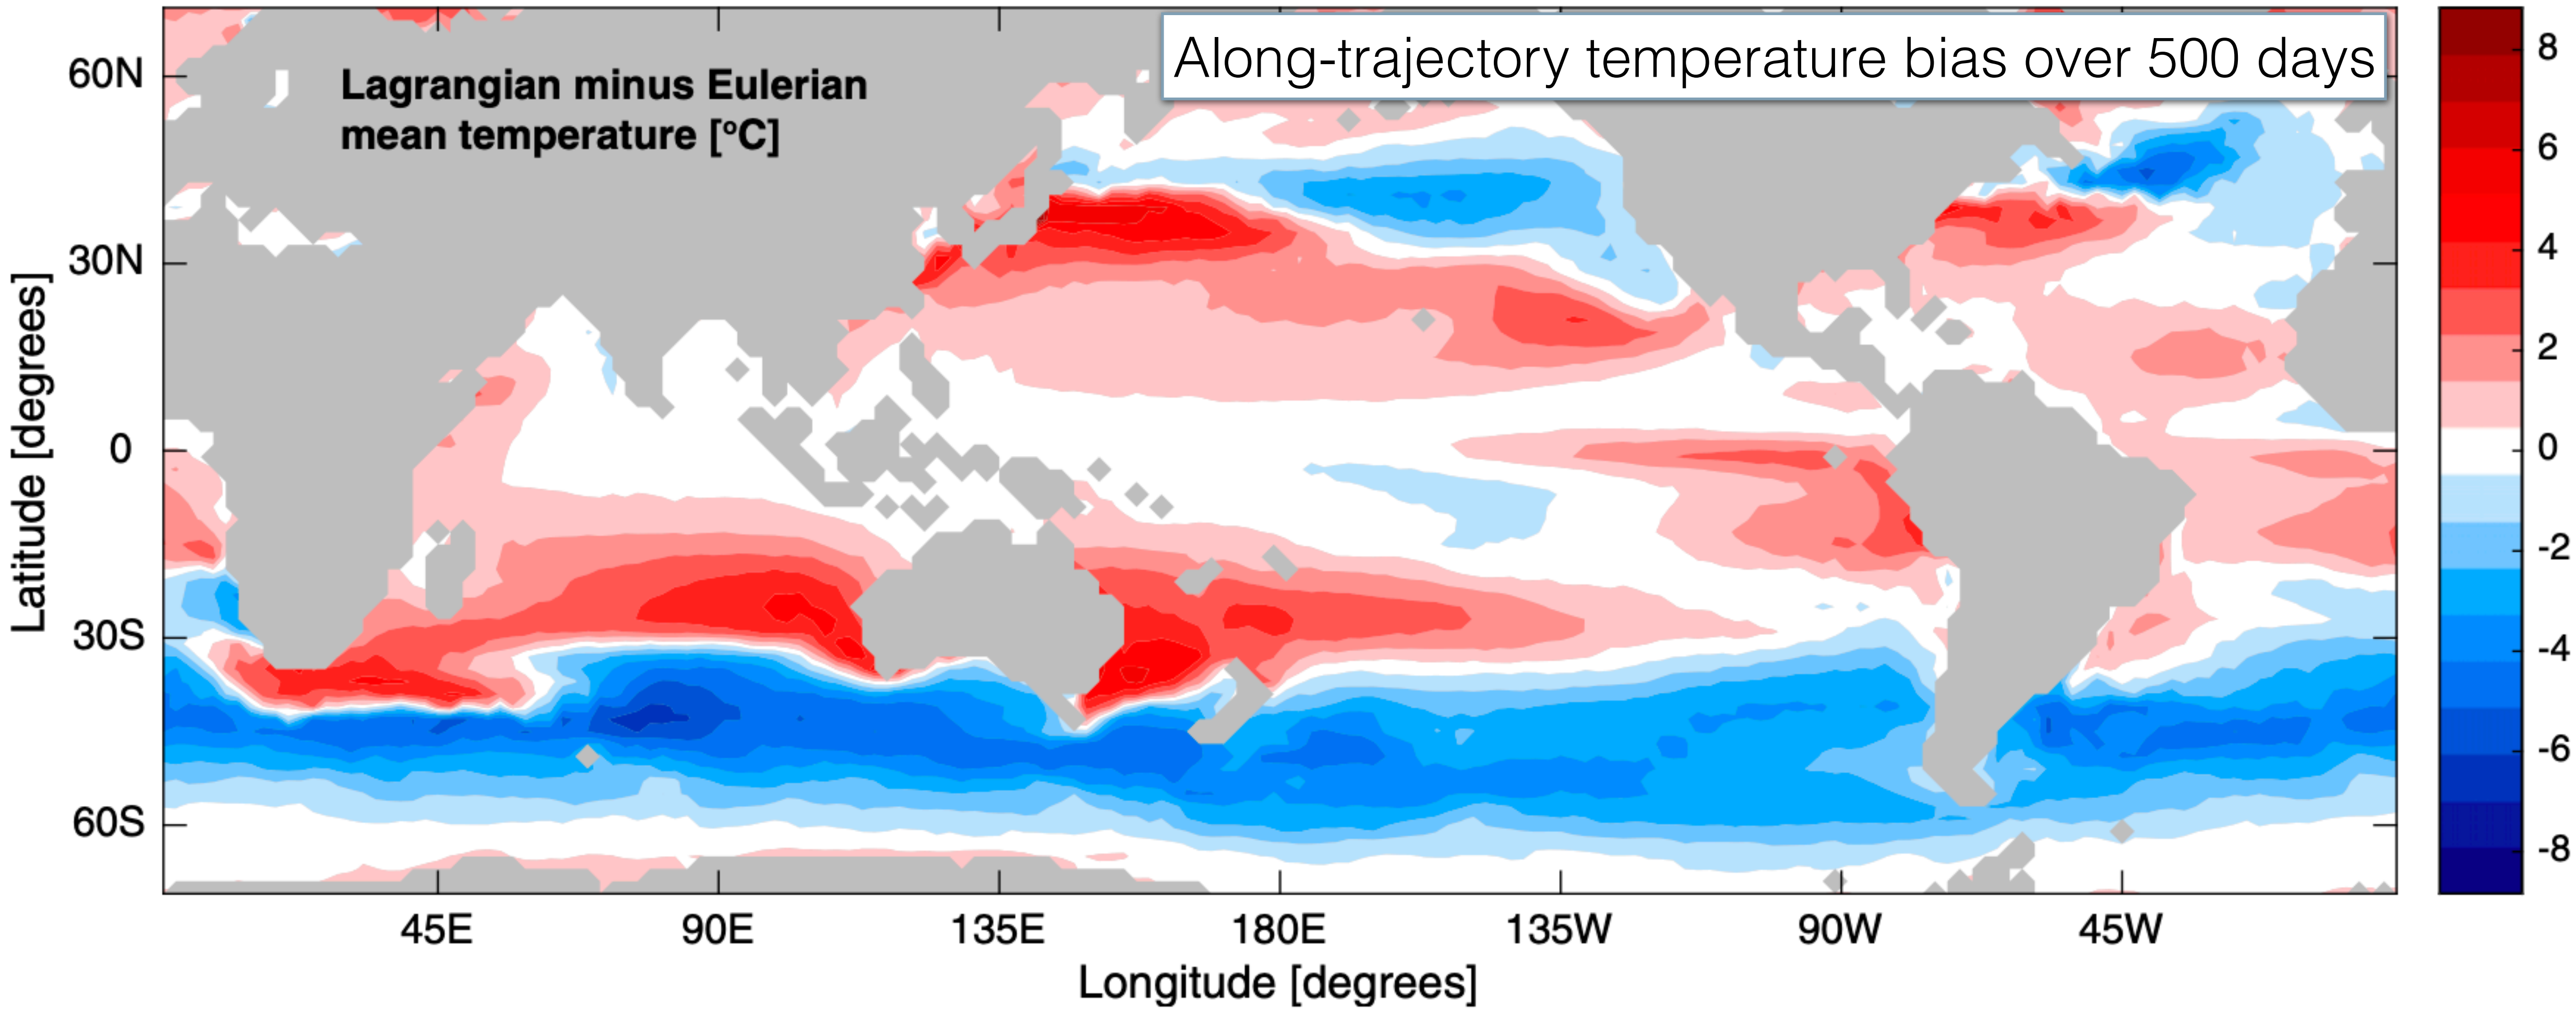 Along-trajectory temperature bias over 500 days
Lagrangian minus Eulerian
mean temperature [°C]
60N
30N
0
30S
60S
Latitude [degrees]
45E
90E
135E
180E
135W
90W
45W
Longitude [degrees]
8
6
4
2
0
-2
-4
-6
-8